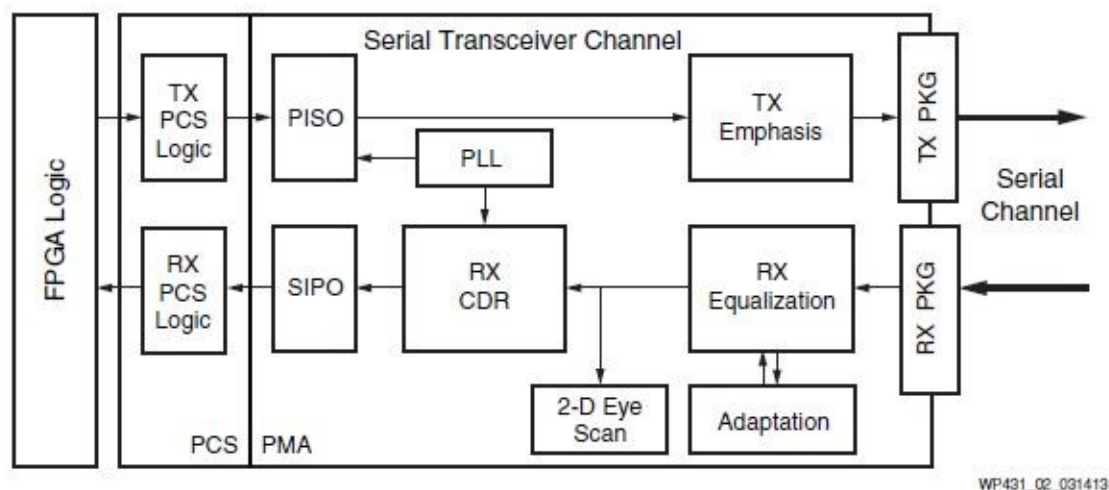 Serial Transceiver Channel
FPGA Logic
TX
PCS
Logic
PISO
PLL
TX
Emphasis
TX PKG
Serial
Channel
RX
PCS
Logic
SIPO
RX
CDR
RX
Equalization
RX PKG
2-D Eye
Scan
Adaptation
PCS
PMA
WP431_02_031413